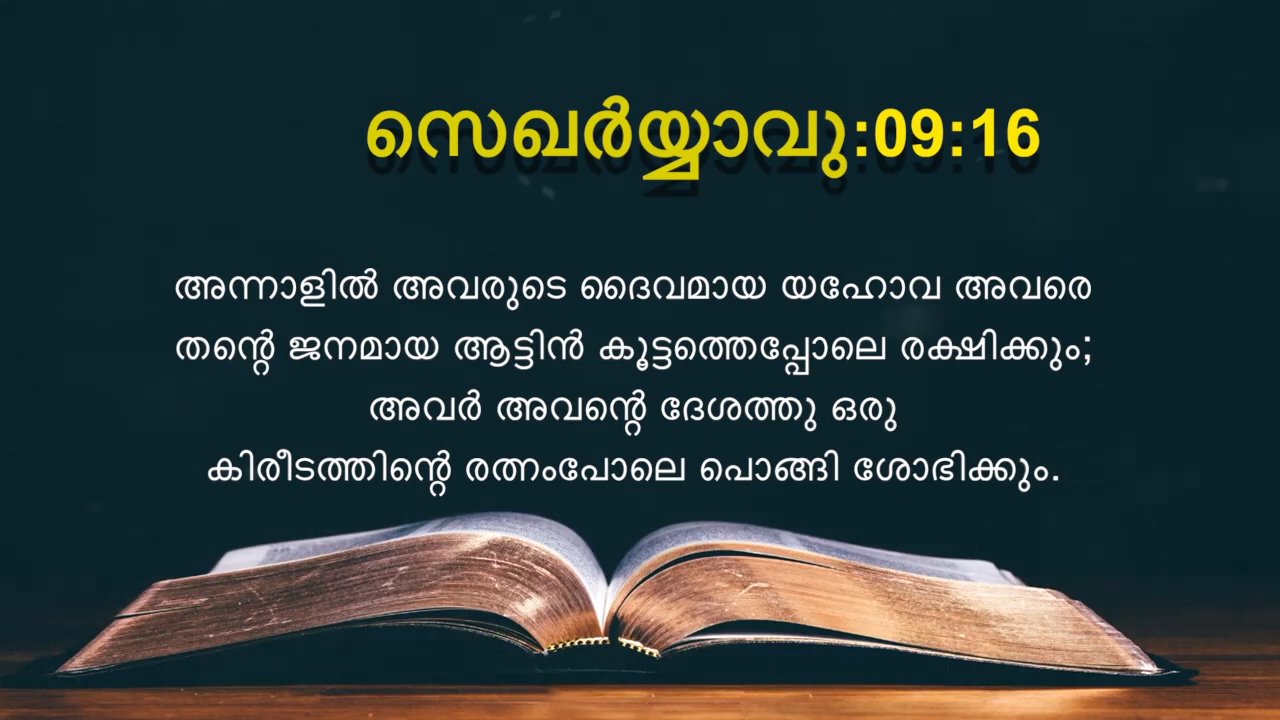 സെഖർയ്യാവു:09:16
അന്നാളിൽ അവരുടെ ദൈവമായ യഹോവ അവരെ
തന്റെ ജനമായ ആട്ടിൻ കൂട്ടത്തെപ്പോലെ രക്ഷിക്കും;
അവർ അവന്റെ ദേശത്തു ഒരു
കിരീടത്തിന്റെ രത്നംപോലെ പൊങ്ങി ശോഭിക്കും.